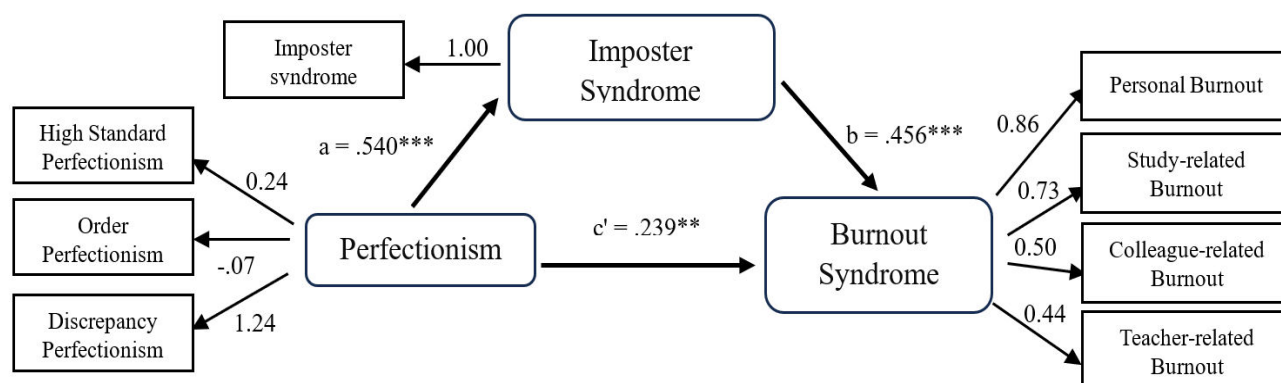 Imposter
syndrome
1.00
Imposter
Syndrome
High Standard
Perfectionism
Order
Perfectionism
Discrepancy
Perfectionism
0.24
-.07
1.24
a = .540***
Perfectionism
c' = .239**
b = .456***
Burnout
Syndrome
0.86
0.73
0.50
0.44
Personal Burnout
Study-related
Burnout
Colleague-related
Burnout
Teacher-related
Burnout